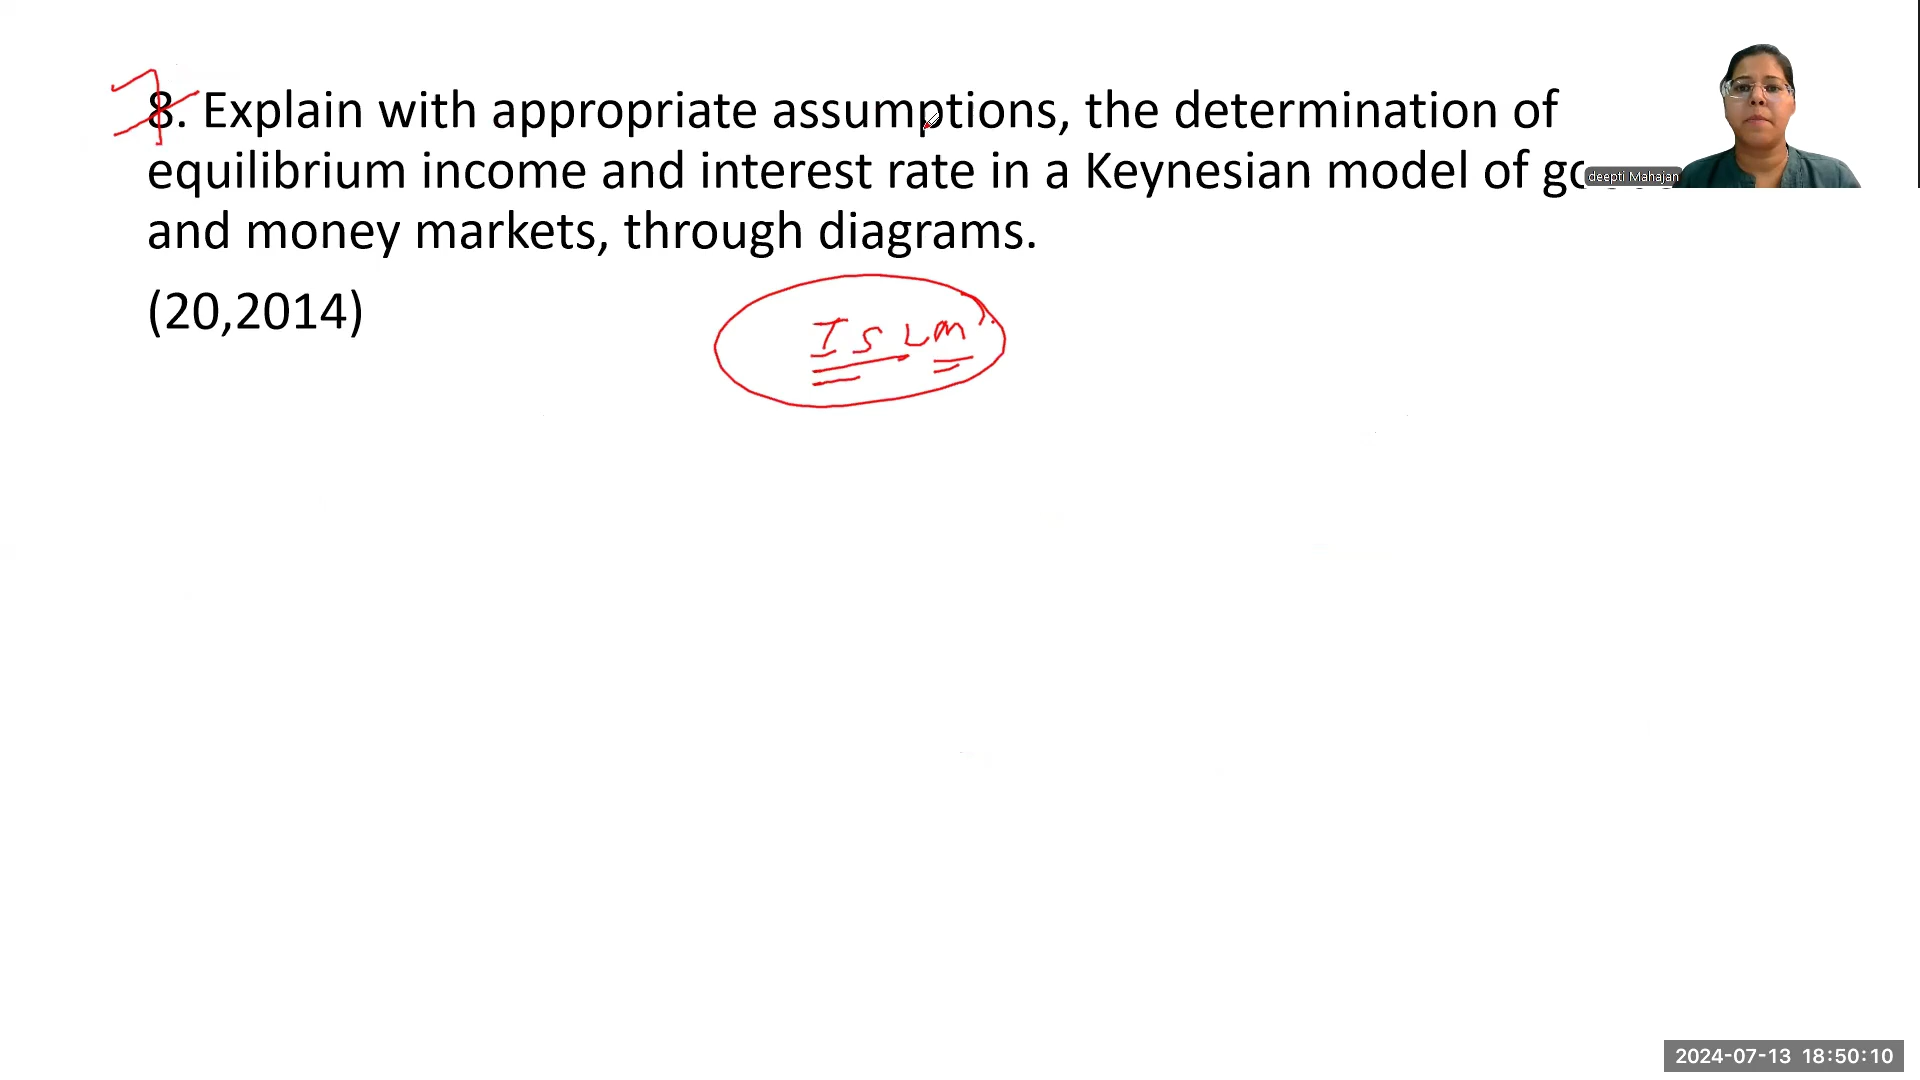 7
8. Explain with appropriate assumptions, the determination of
equilibrium income and interest rate in a Keynesian model of
and money markets, through diagrams.
(20,2014)
IS LM
deepti Mahajan
2024-07-13 18:50:10